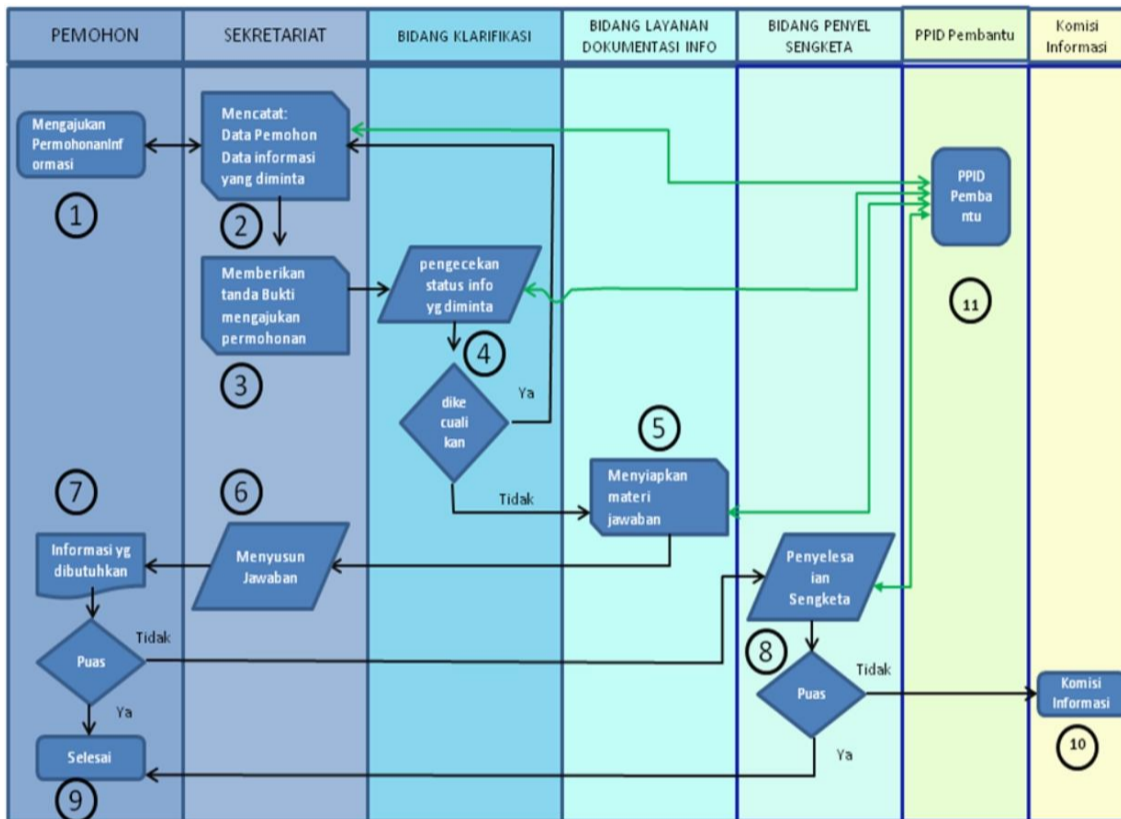 PEMOHON
SEKRETARIAT
BIDANG KLARIFIKASI
BIDANG LAYANAN
DOKUMENTASI INFO
BIDANG PENYEL
SENGKETA
PPID Pembantu
Komisi
Informasi
Mengajukan
PermohonanInf
ormasi
1
Mencatat:
Data Pemohon
Data informasi
yang diminta
2
PPID
Pemba
ntu
11
Memberikan
tanda Bukti
mengajukan
permohonan
3
pengecekan
status info
yg diminta
4
Ya
dike
cuali
kan
Tidak
5
Menyiapkan
materi
jawaban
7
6
Informasi yg
dibutuhkan
Menyusun
Jawaban
Penyeles
ian
Sengketa
Tidak
Puas
Ya
8
Puas
Tidak
Ya
Komisi
Informasi
10
Selesai
9